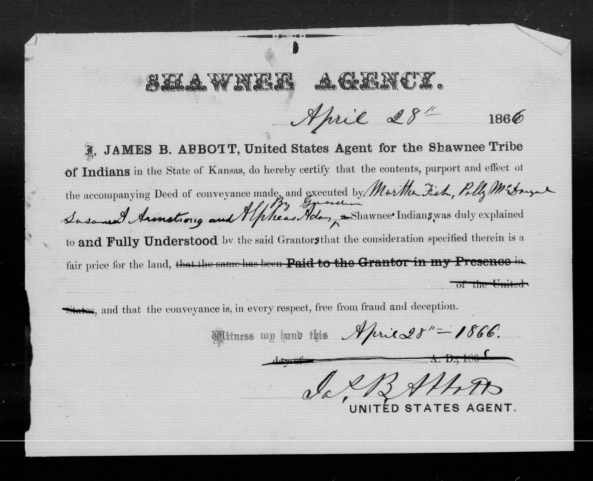 SHAWNEE AGENCY.
April 28th 1866
I, JAMES B. ABBOTT, United States Agent for the Shawnee Tribe
of Indians in the State of Kansas, do hereby certify that the contents, purport and effect of
the accompanying Deed of conveyance made, and executed by Martha Fish, Polly McDougal
By Guardian
Susannah Armstrong and Alpheas Aday, a Shawnee Indians, was duly explained
to and Fully Understood by the said Grantors that the consideration specified therein is a
fair price for the land, that the same has been Paid to the Grantor in my Presence in
of the United
States, and that the conveyance is, in every respect, free from fraud and deception.
Witness my hand this April 28th 1866.
day of A. D., 186
Jas. B. Abbott
UNITED STATES AGENT.